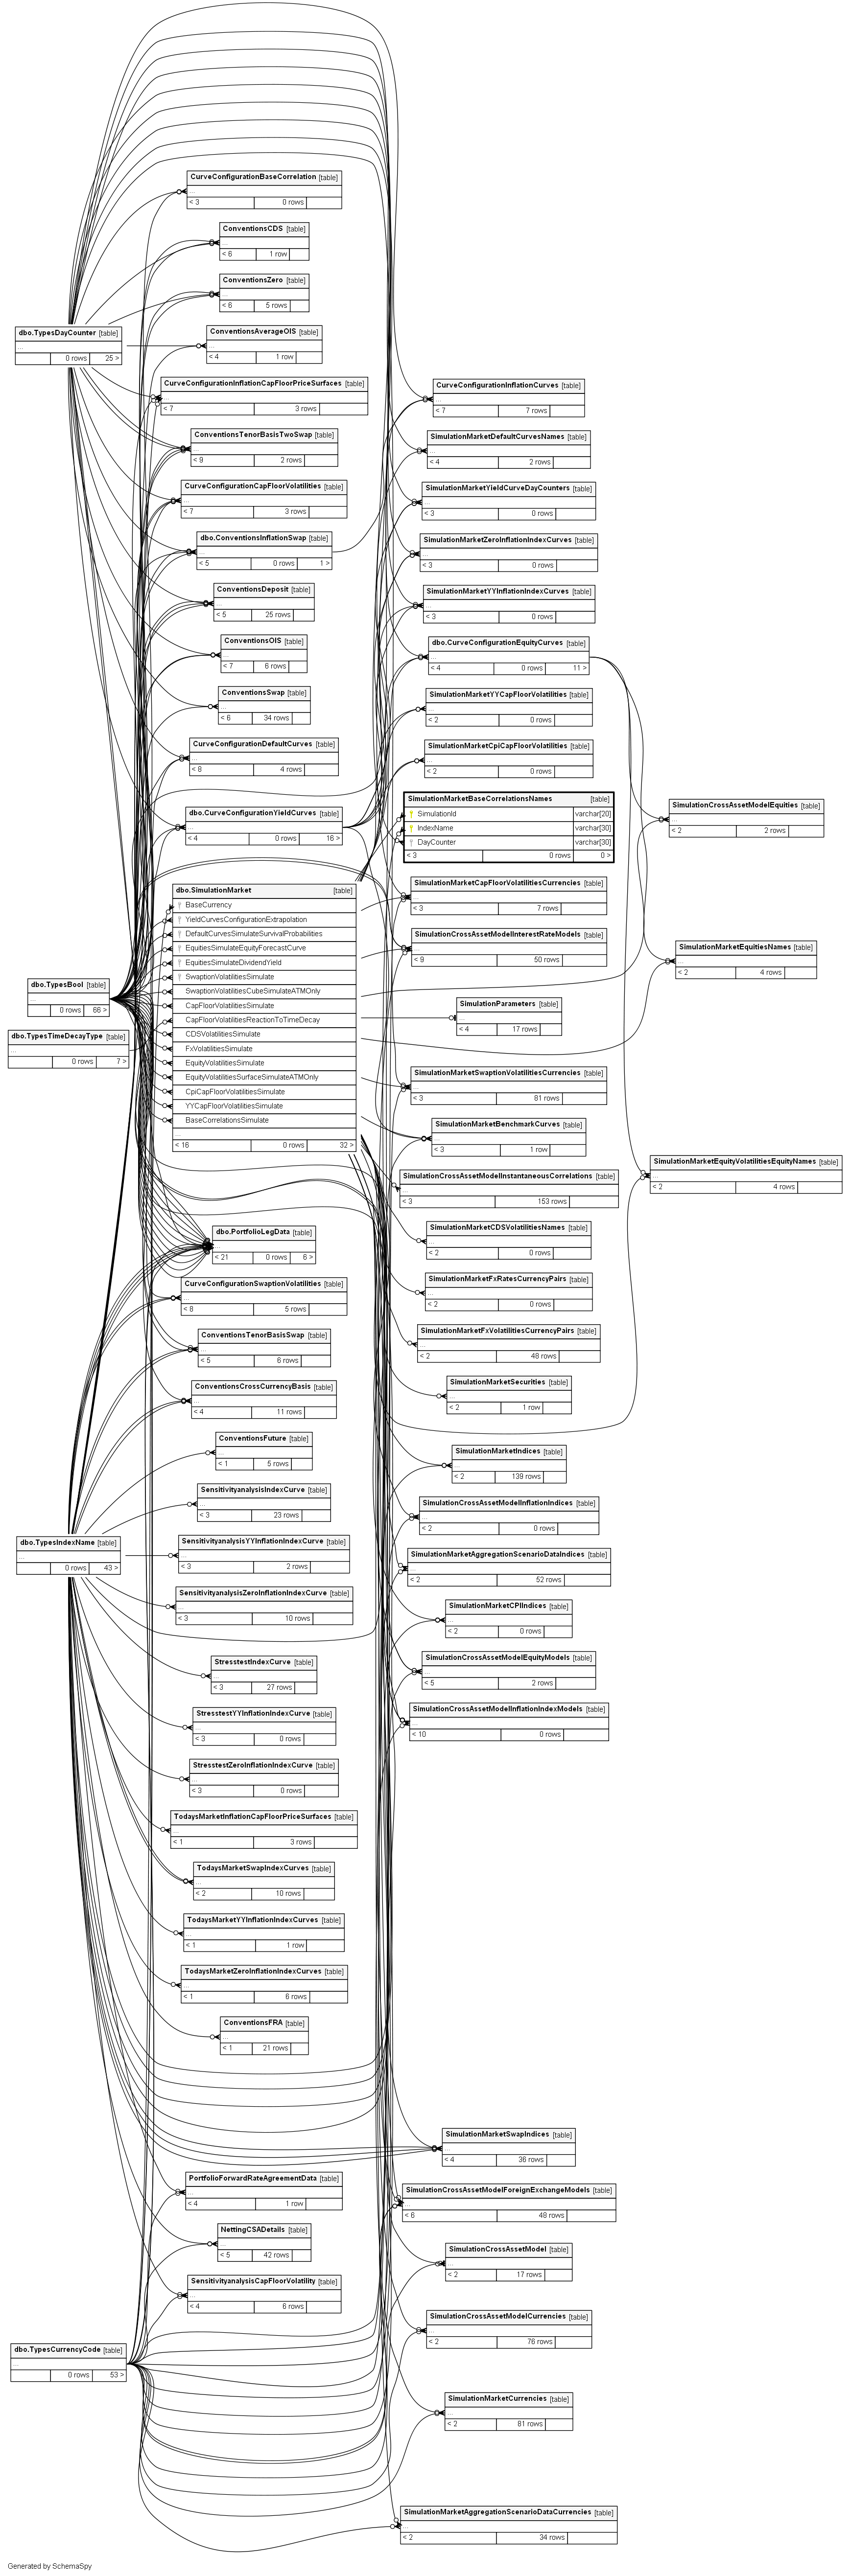 CurveConfigurationBaseCorrelation [table]
...
< 3 0 rows
ConventionsCDS [table]
...
< 6 1 row
ConventionsZero [table]
...
< 6 5 rows
dbo.TypesDayCounter [table]
...
0 rows 25 >
ConventionsAverageOIS [table]
...
< 4 1 row
CurveConfigurationInflationCapFloorPriceSurfaces [table]
...
< 7 3 rows
CurveConfigurationInflationCurves [table]
...
< 7 7 rows
ConventionsTenorBasisTwoSwap [table]
...
< 9 2 rows
SimulationMarketDefaultCurvesNames [table]
...
< 4 2 rows
CurveConfigurationCapFloorVolatilities [table]
...
< 7 3 rows
SimulationMarketYieldCurveDayCounters [table]
...
< 3 0 rows
dbo.ConventionsInflationSwap [table]
...
< 5 0 rows 1 >
SimulationMarketZeroInflationIndexCurves [table]
...
< 3 0 rows
ConventionsDeposit [table]
...
< 5 25 rows
SimulationMarketYYInflationIndexCurves [table]
...
< 3 0 rows
ConventionsOIS [table]
...
< 7 6 rows
dbo.CurveConfigurationEquityCurves [table]
...
< 4 0 rows 11 >
ConventionsSwap [table]
...
< 6 34 rows
SimulationMarketYYCapFloorVolatilities [table]
...
< 2 0 rows
CurveConfigurationDefaultCurves [table]
...
< 8 4 rows
SimulationMarketCpiCapFloorVolatilities [table]
...
< 2 0 rows
dbo.CurveConfigurationYieldCurves [table]
...
< 4 0 rows 16 >
SimulationMarketBaseCorrelationsNames [table]
SimulationId varchar[20]
IndexName varchar[30]
DayCounter varchar[30]
< 3 0 rows 0 >
SimulationCrossAssetModelEquities [table]
...
< 2 2 rows
dbo.SimulationMarket [table]
BaseCurrency
YieldCurvesConfigurationExtrapolation
DefaultCurvesSimulateSurvivalProbabilities
EquitiesSimulateEquityForecastCurve
EquitiesSimulateDividendYield
SwaptionVolatilitiesSimulate
SwaptionVolatilitiesCubeSimulateATMOnly
CapFloorVolatilitiesSimulate
CapFloorVolatilitiesReactionToTimeDecay
CDSVolatilitiesSimulate
FxVolatilitiesSimulate
EquityVolatilitiesSimulate
EquityVolatilitiesSurfaceSimulateATMOnly
CpiCapFloorVolatilitiesSimulate
YYCapFloorVolatilitiesSimulate
BaseCorrelationsSimulate
...
< 16 0 rows 32 >
SimulationMarketCapFloorVolatilitiesCurrencies [table]
...
< 3 7 rows
SimulationCrossAssetModelInterestRateModels [table]
...
< 9 50 rows
SimulationMarketEquitiesNames [table]
...
< 2 4 rows
dbo.TypesBool [table]
...
0 rows 66 >
SimulationParameters [table]
...
< 4 17 rows
dbo.TypesTimeDecayType [table]
...
0 rows 7 >
SimulationMarketSwaptionVolatilitiesCurrencies [table]
...
< 3 81 rows
SimulationMarketBenchmarkCurves [table]
...
< 3 1 row
SimulationMarketEquityVolatilitiesEquityNames [table]
...
< 2 4 rows
SimulationCrossAssetModelInstantaneousCorrelations [table]
...
< 3 153 rows
dbo.PortfolioLegData [table]
...
< 21 0 rows 6 >
SimulationMarketCDSVolatilitiesNames [table]
...
< 2 0 rows
CurveConfigurationSwaptionVolatilities [table]
...
< 8 5 rows
SimulationMarketFxRatesCurrencyPairs [table]
...
< 2 0 rows
ConventionsTenorBasisSwap [table]
...
< 5 6 rows
SimulationMarketFxVolatilitiesCurrencyPairs [table]
...
< 2 48 rows
ConventionsCrossCurrencyBasis [table]
...
< 4 11 rows
SimulationMarketSecurities [table]
...
< 2 1 row
ConventionsFuture [table]
...
< 1 5 rows
SimulationMarketIndices [table]
...
< 2 139 rows
SensitivityanalysisIndexCurve [table]
...
< 3 23 rows
SimulationCrossAssetModelInflationIndices [table]
...
< 2 0 rows
dbo.TypesIndexName [table]
...
0 rows 43 >
SensitivityanalysisYYInflationIndexCurve [table]
...
< 3 2 rows
SimulationMarketAggregationScenarioDataIndices [table]
...
< 2 52 rows
SensitivityanalysisZeroInflationIndexCurve [table]
...
< 3 10 rows
SimulationMarketCPIIndices [table]
...
< 2 0 rows
StresstestIndexCurve [table]
...
< 3 27 rows
SimulationCrossAssetModelEquityModels [table]
...
< 5 2 rows
StresstestYYInflationIndexCurve [table]
...
< 3 0 rows
SimulationCrossAssetModelInflationIndexModels [table]
...
< 10 0 rows
StresstestZeroInflationIndexCurve [table]
...
< 3 0 rows
TodaysMarketInflationCapFloorPriceSurfaces [table]
...
< 1 3 rows
TodaysMarketSwapIndexCurves [table]
...
< 2 10 rows
TodaysMarketYYInflationIndexCurves [table]
...
< 1 1 row
TodaysMarketZeroInflationIndexCurves [table]
...
< 1 6 rows
ConventionsFRA [table]
...
< 1 21 rows
SimulationMarketSwapIndices [table]
...
< 4 36 rows
PortfolioForwardRateAgreementData [table]
...
< 4 1 row
SimulationCrossAssetModelForeignExchangeModels [table]
...
< 6 48 rows
NettingCSADetails [table]
...
< 5 42 rows
SimulationCrossAssetModel [table]
...
< 2 17 rows
SensitivityanalysisCapFloorVolatility [table]
...
< 4 6 rows
SimulationCrossAssetModelCurrencies [table]
...
< 2 76 rows
dbo.TypesCurrencyCode [table]
...
0 rows 53 >
SimulationMarketCurrencies [table]
...
< 2 81 rows
SimulationMarketAggregationScenarioDataCurrencies [table]
...
< 2 34 rows
Generated by SchemaSpy